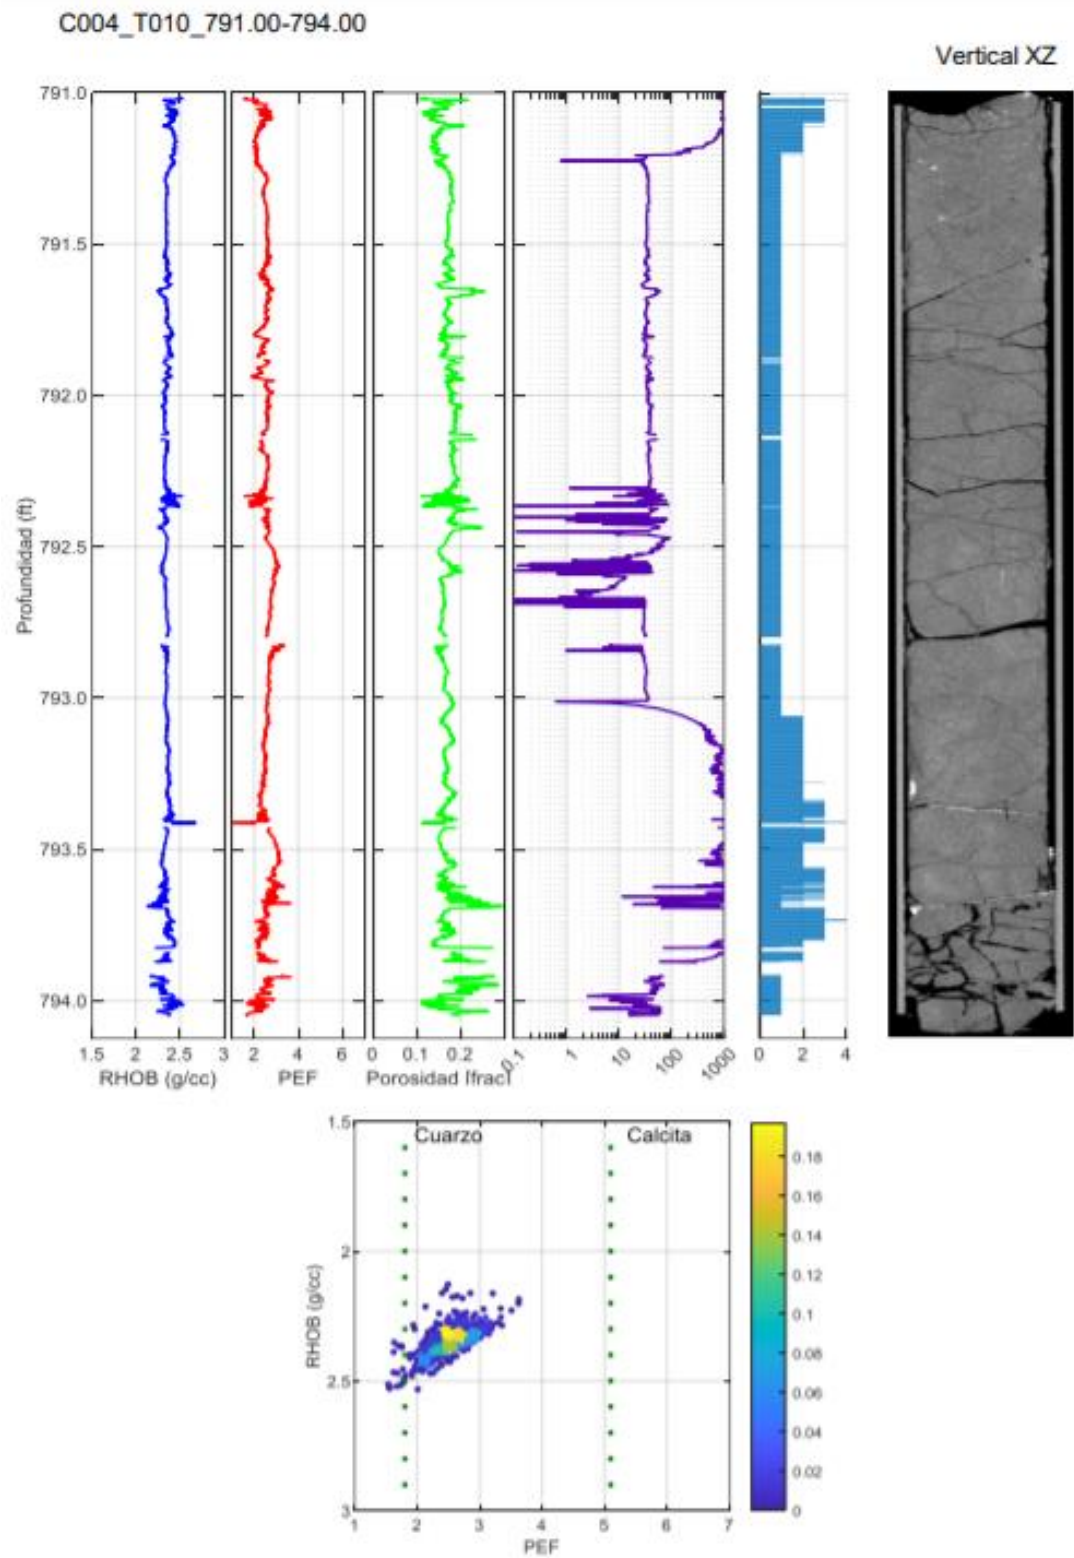 C004_T010_791.00-794.00
Vertical XZ
791.0
791.5
792.0
792.5
793.0
793.5
794.0
Profundidad (ft)
1.5 2 2.5 3 2 4 6 0 0.1 0.2 0.1 1 10 100 1000 0 2 4
RHOB (g/cc) PEF Porosidad [frac]
Cuarzo Calcita
1.5
2
2.5
3
RHOB (g/cc)
1 2 3 4 5 6 7
PEF
0.18
0.16
0.14
0.12
0.1
0.08
0.06
0.04
0.02
0